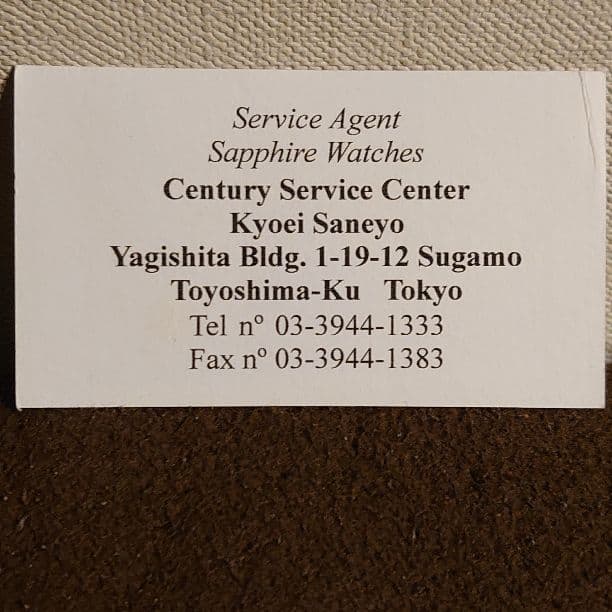 Service Agent
Sapphire Watches
Century Service Center
Kyoei Saneyo
Yagishita Bldg. 1-19-12 Sugamo
Toyoshima-Ku Tokyo
Tel nº 03-3944-1333
Fax nº 03-3944-1383